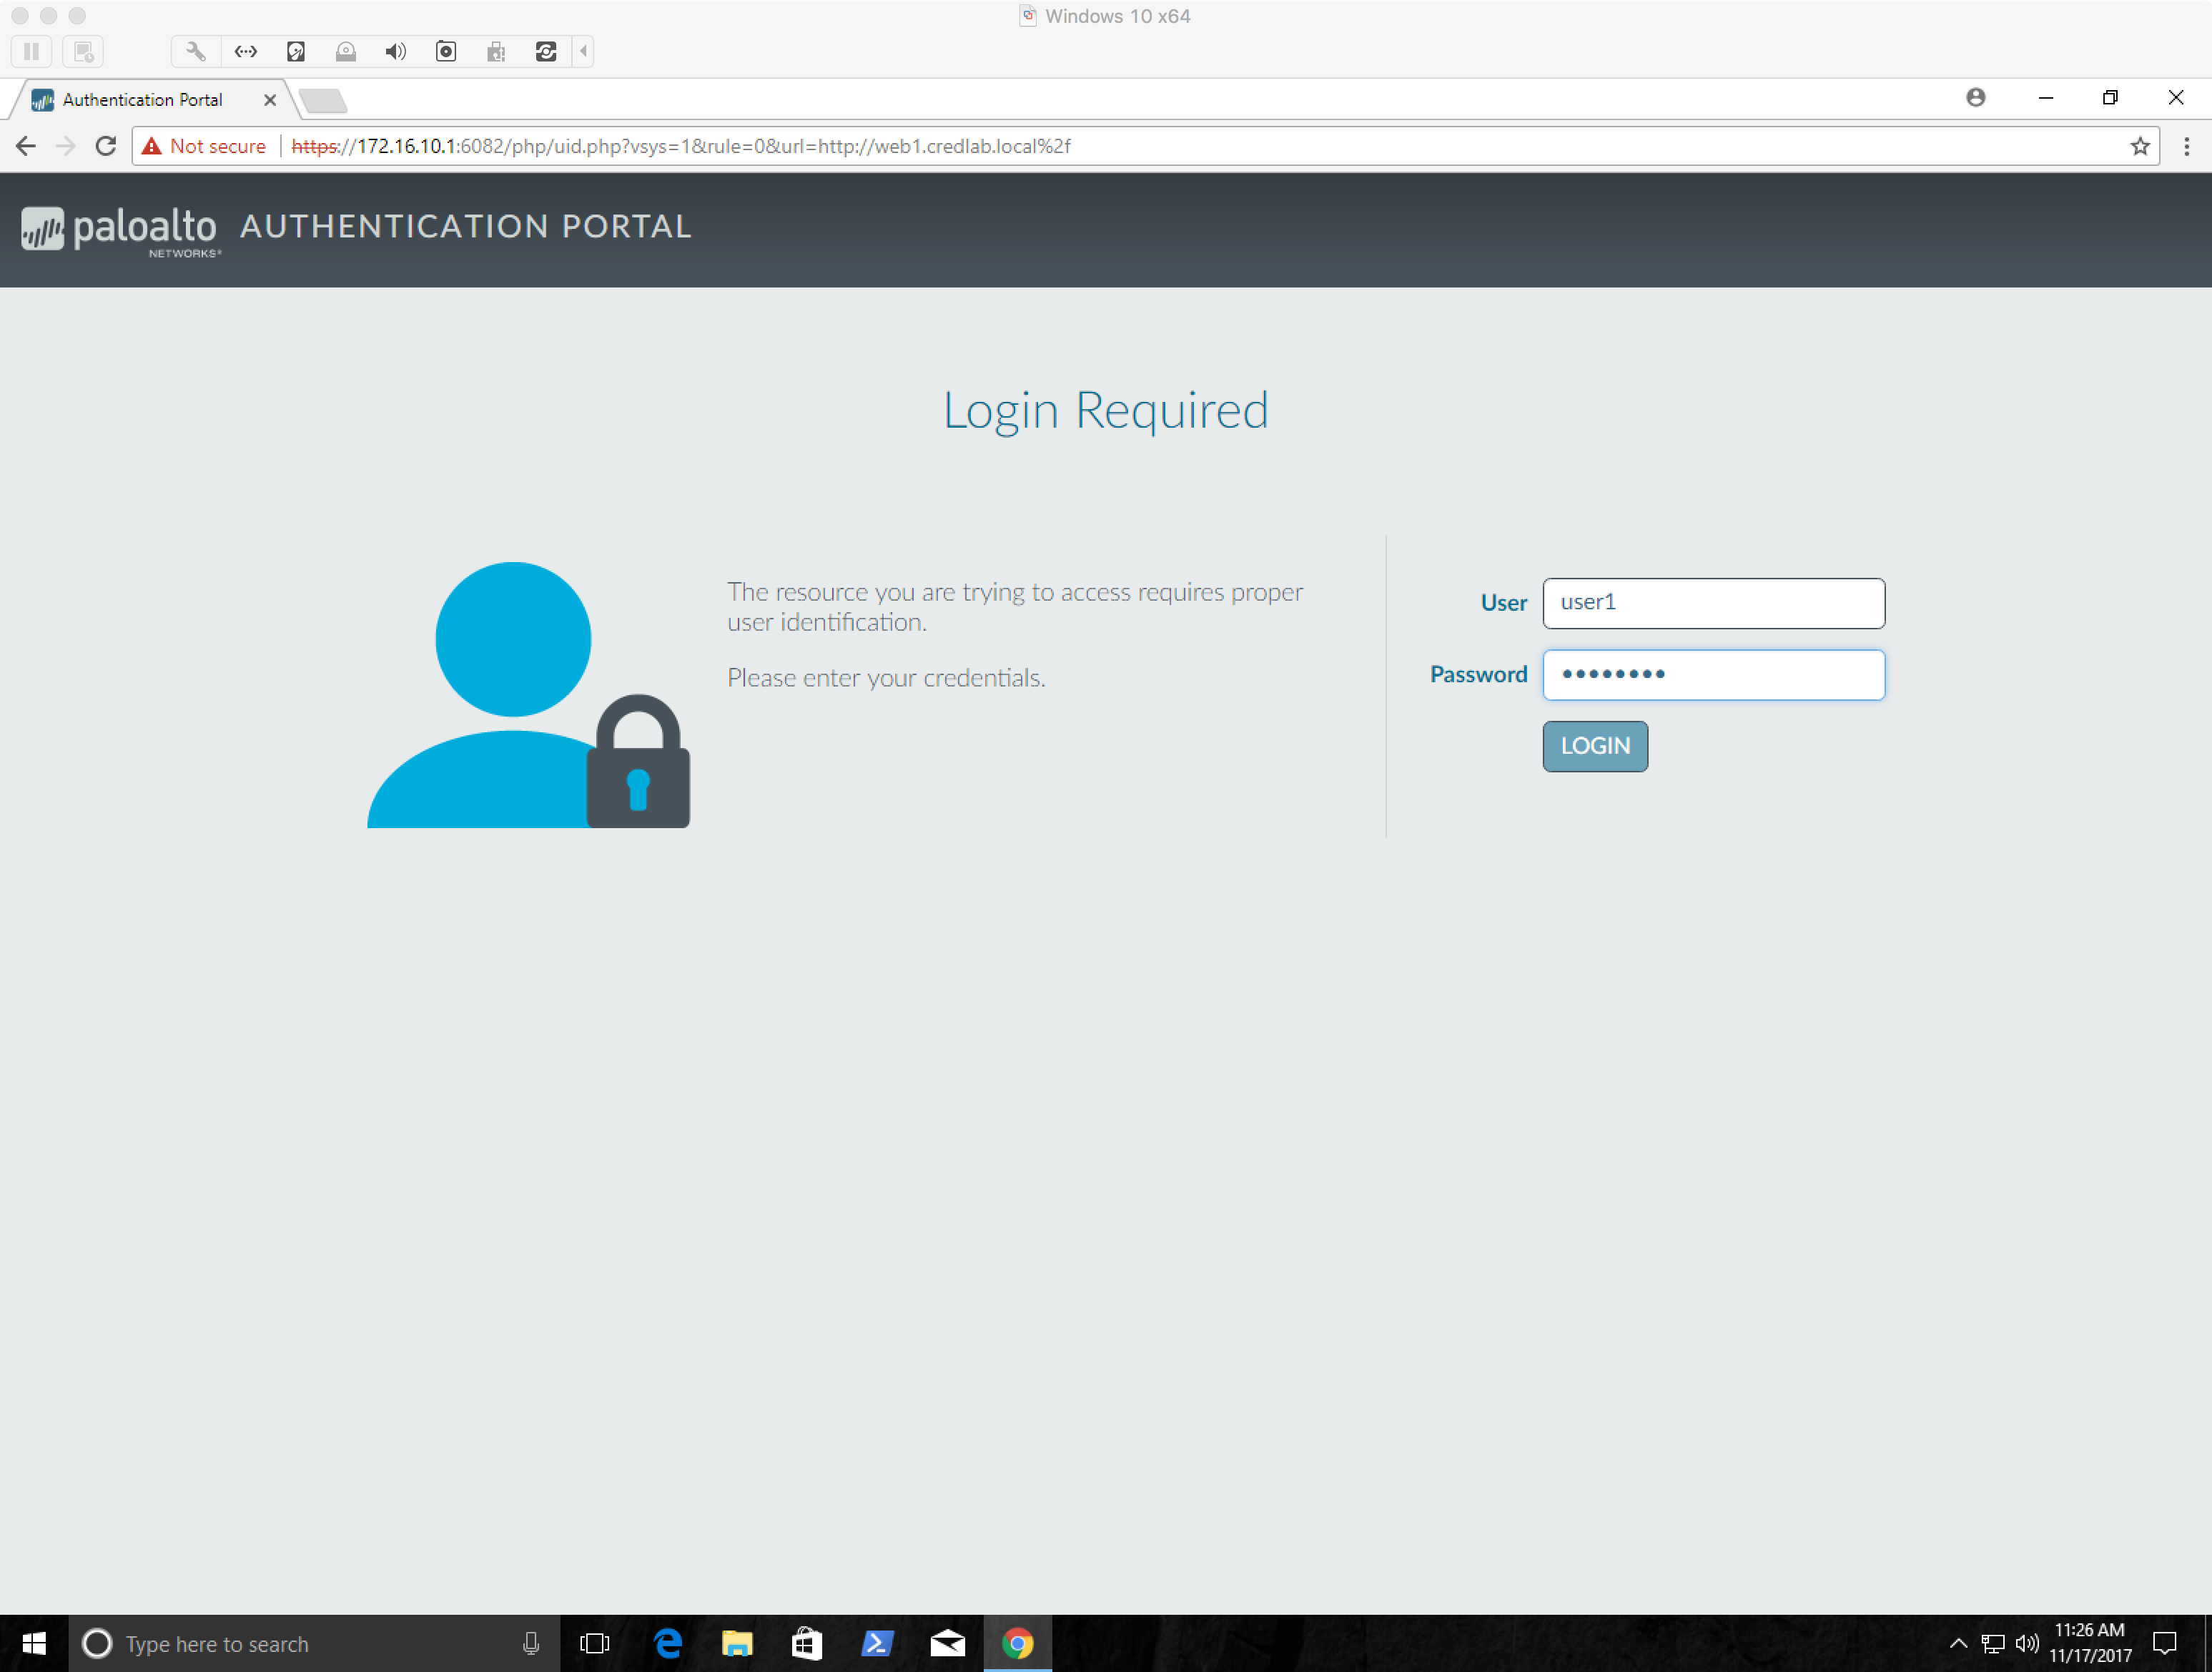 Windows 10 x64
Authentication Portal
Not secure https://172.16.10.1:6082/php/uid.php?vsys=1&rule=0&url=http://web1.credlab.local%2f
paloalto
NETWORKS®
AUTHENTICATION PORTAL
Login Required
The resource you are trying to access requires proper
user identification.
Please enter your credentials.
User user1
Password ••••••••
LOGIN
Type here to search
11:26 AM
11/17/2017